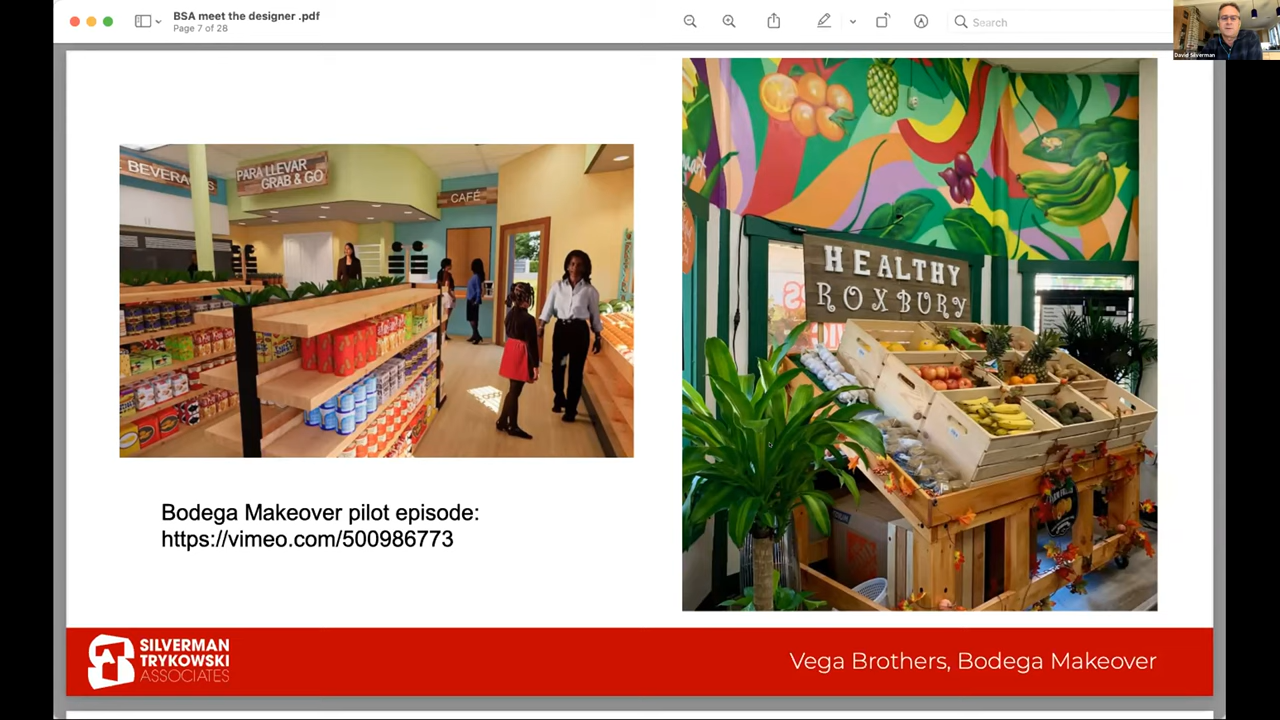 BSA meet the designer .pdf
Page 7 of 28
Search
David Silverman
BEVERAGES
PARA LLEVAR
GRAB & GO
CAFÉ
HEALTHY
ROXBURY
Bodega Makeover pilot episode:
https://vimeo.com/500986773
SILVERMAN
TRYKOWSKI
ASSOCIATES
Vega Brothers, Bodega Makeover